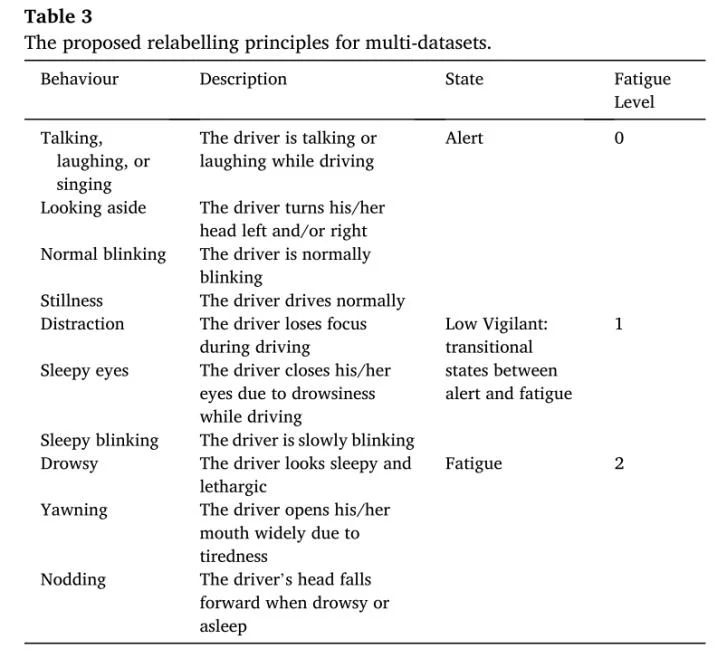 Table 3
The proposed relabelling principles for multi-datasets.
Behaviour Description State Fatigue
Level
Talking, The driver is talking or Alert 0
laughing, or laughing while driving
singing
Looking aside The driver turns his/her
head left and/or right
Normal blinking The driver is normally
blinking
Stillness The driver drives normally
Distraction The driver loses focus Low Vigilant: 1
during driving transitional
Sleepy eyes The driver closes his/her states between
eyes due to drowsiness alert and fatigue
while driving
Sleepy blinking The driver is slowly blinking
Drowsy The driver looks sleepy and Fatigue 2
lethargic
Yawning The driver opens his/her
mouth widely due to
tiredness
Nodding The driver's head falls
forward when drowsy or
asleep